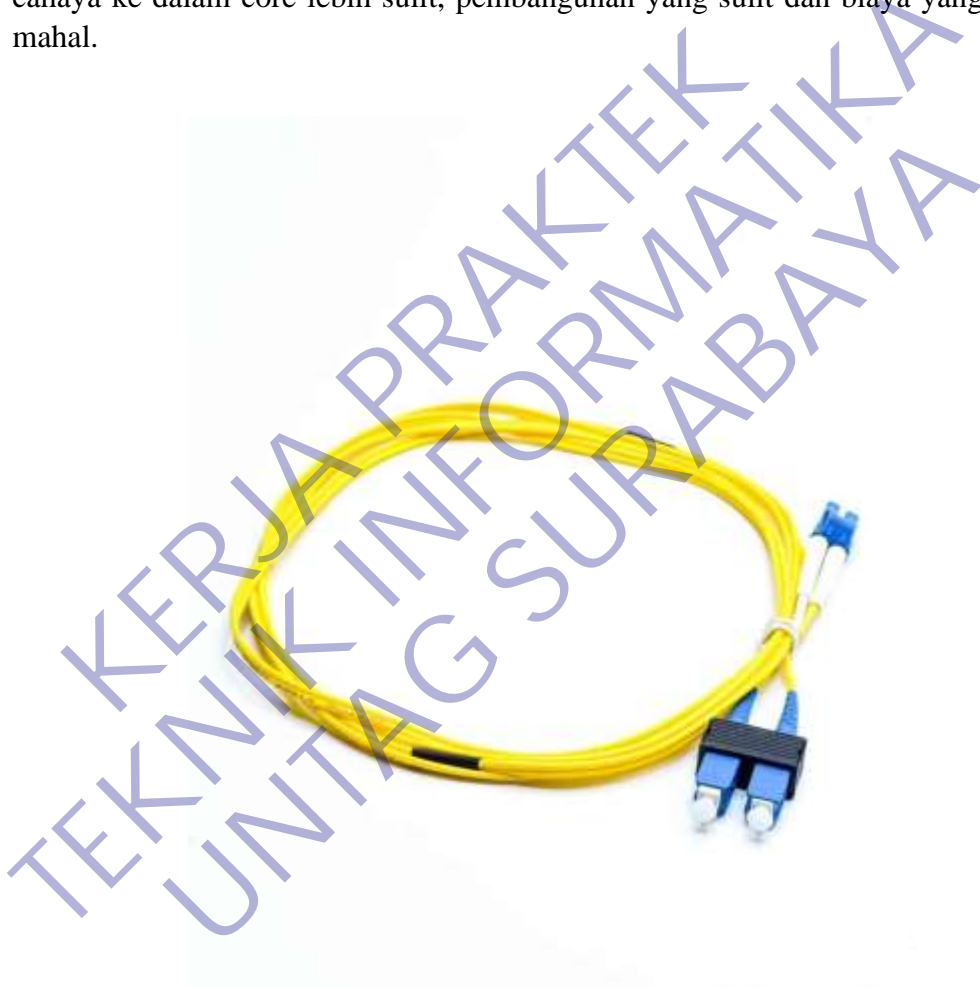 cahaya ke dalam core lebih sulit, pembangunan yang sulit dan biaya yang
mahal.
KERJA PRAKTEK
TEKNIK INFORMATIKA
UNTAG SURABAYA